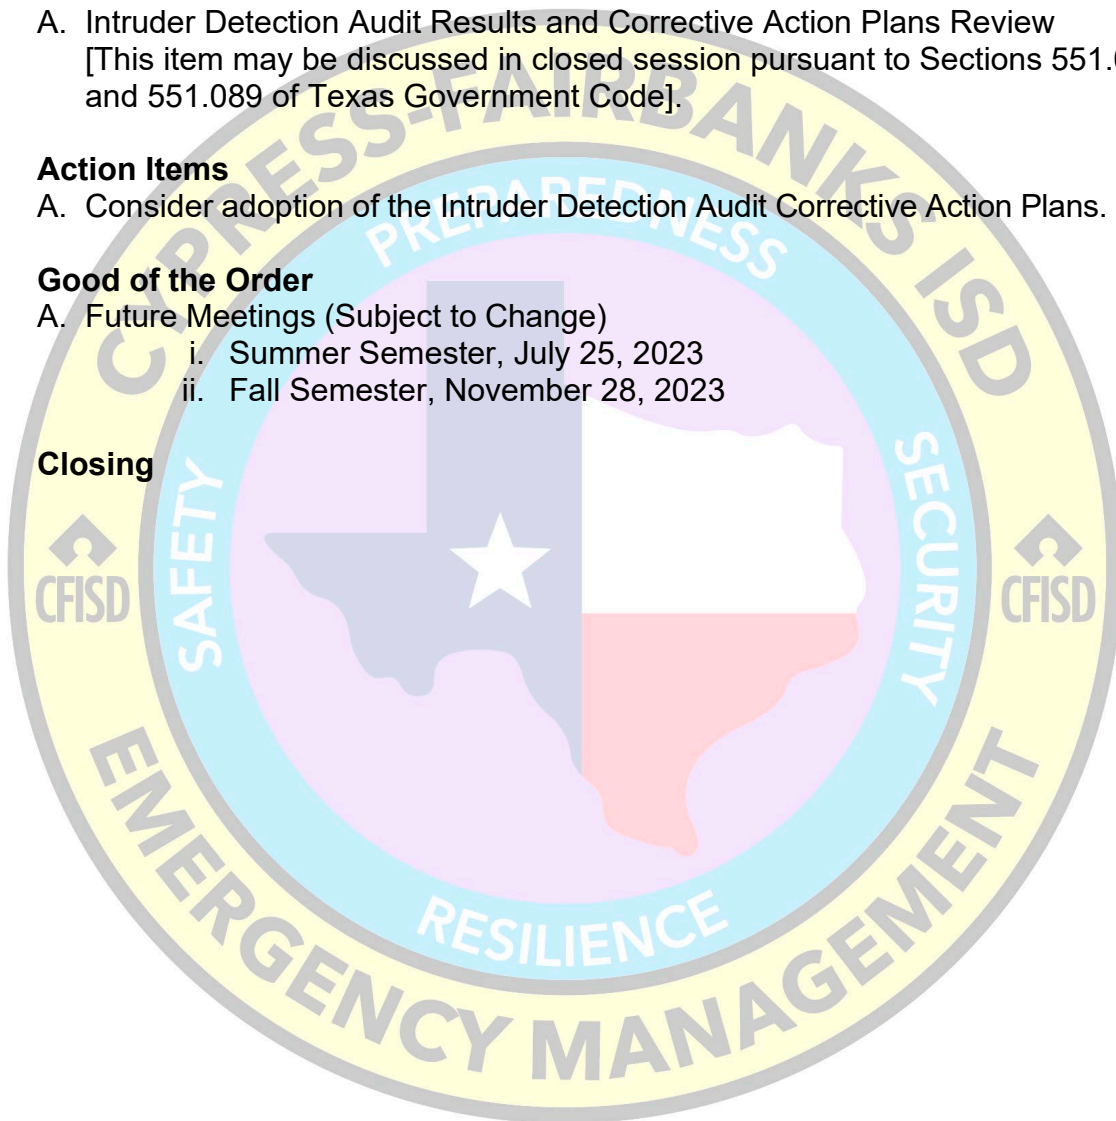 A. Intruder Detection Audit Results and Corrective Action Plans Review
[This item may be discussed in closed session pursuant to Sections
and 551.089 of Texas Government Code].
Action Items
A. Consider adoption of the Intruder Detection Audit Corrective Action Plans.
Good of the Order
A. Future Meetings (Subject to Change)
i. Summer Semester, July 25, 2023
ii. Fall Semester, November 28, 2023
Closing
CYPRESS-FAIRBANKS ISD
PREPAREDNESS
SAFETY
SECURITY
CFISD
CFISD
RESILIENCE
EMERGENCY MANAGEMENT